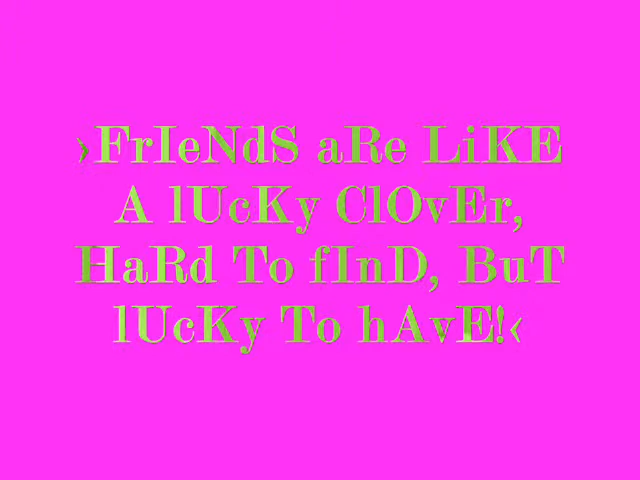 ›FrIeNdS aRe LiKE
A lUcKy ClOvEr,
HaRd To fInD, BuT
lUcKy To hAvE!‹